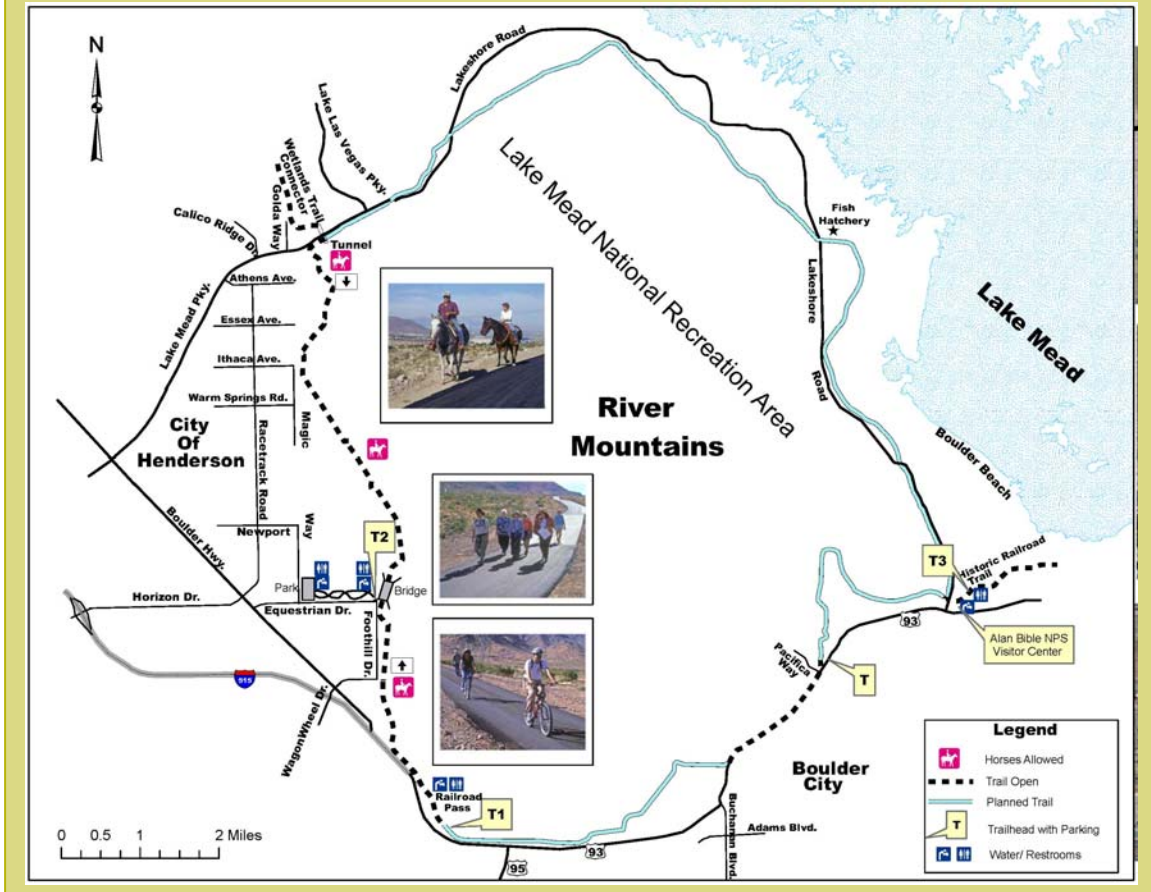 N
Lakeshore Road
Lake Las Vegas Pky.
Wetlands Trail
Connector
Golda Way
Calico Ridge Dr.
Tunnel
Athens Ave.
Lake Mead Pky.
Essex Ave.
Ithaca Ave.
Warm Springs Rd.
City
Of
Henderson
Racetrack Road
Magic
Way
Boulder Hwy.
Newport
T2
Park
Bridge
Horizon Dr.
Equestrian Dr.
Foothill Dr.
515
WagonWheel Dr.
Railroad
Pass
T1
Lake Mead National Recreation Area
River
Mountains
Fish
Hatchery
Lakeshore
Road
Lake Mead
Boulder Beach
T3
Historic Railroad
Trail
93
Alan Bible NPS
Visitor Center
Pacifica
Way
T
Boulder
City
Buchanan Blvd.
Adams Blvd.
93
95
0 0.5 1 2 Miles
Legend
Horses Allowed
Trail Open
Planned Trail
T
Trailhead with Parking
Water/ Restrooms